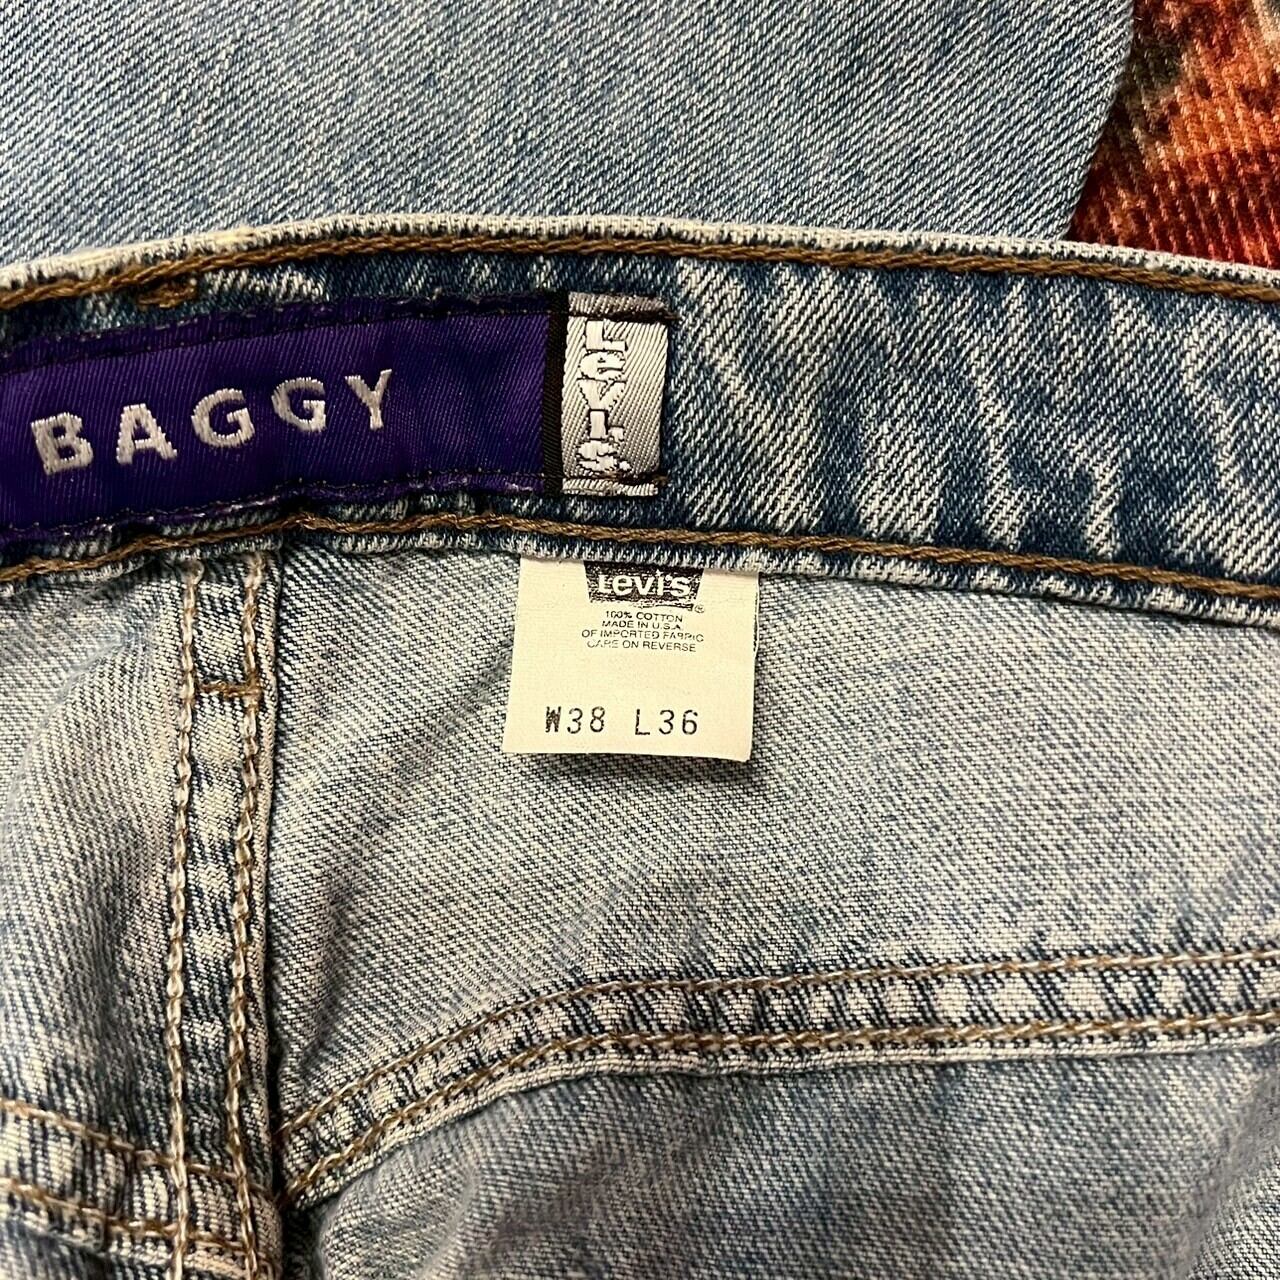 BAGGY
Levi's
Levi's
®
100% COTTON
MADE IN U.S.A.
OF IMPORTED FABRIC
CARE ON REVERSE
W38 L36